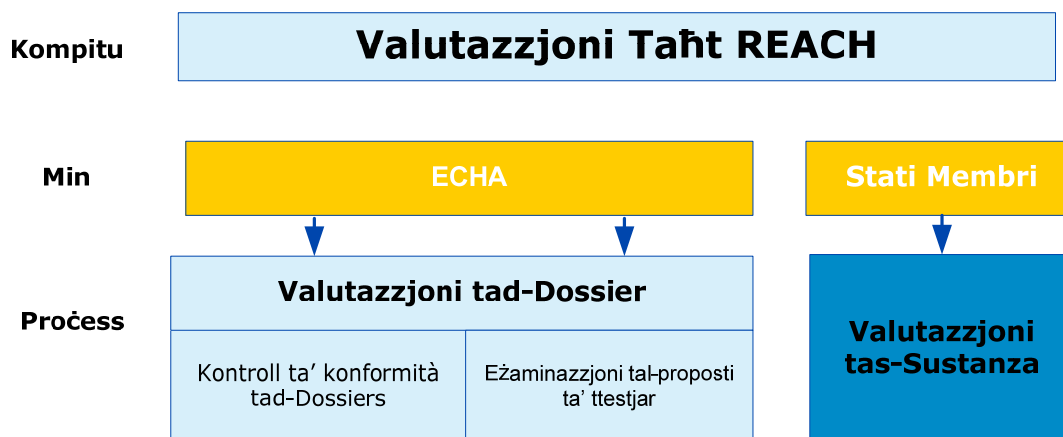 Kompitu
Valutazzjoni Taħt REACH
Min
ECHA
Stati Membri
Proċess
Valutazzjoni tad-Dossier
Kontroll ta’ konformità
tad-Dossiers
Eżaminazzjoni tal-proposti
ta’ ttestjar
Valutazzjoni
tas-Sustanza